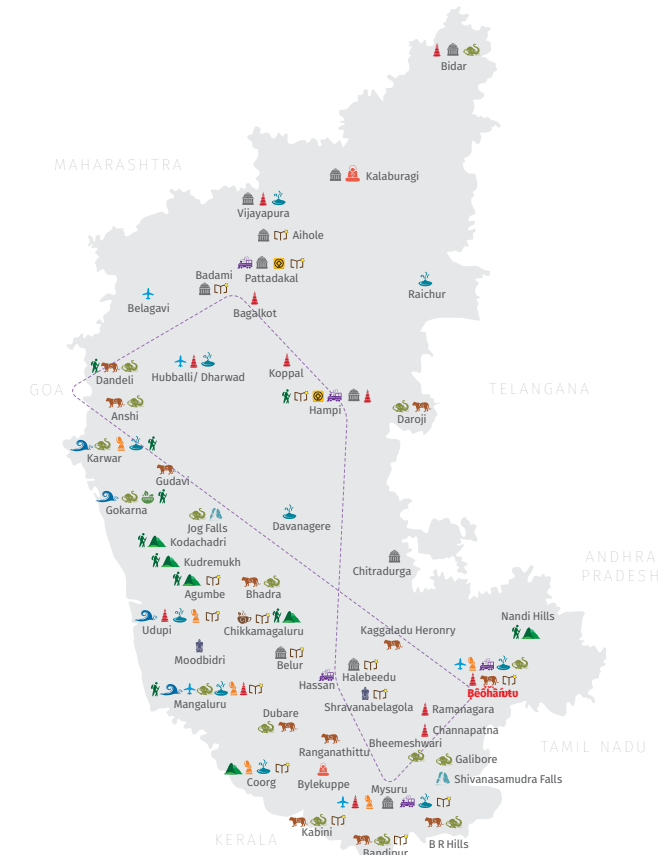 Bidar
MAHARASHTRA
Kalaburagi
Vijayapura
Aihole
Badami
Pattadakal
Raichur
Belagavi
Bagalkot
Koppal
Hubballi/ Dharwad
Dandeli
GOA
TELANGANA
Anshi
Hampi
Daroji
Karwar
Gudavi
Gokarna
Jog Falls
Davanagere
Kodachadri
Kudremukh
Chitradurga
ANDHRA
PRADESH
Agumbe
Bhadra
Nandi Hills
Udupi
Chikkamagaluru
Kaggaladu Heronry
Moodbidri
Belur
Halebeedu
Hassan
Mangaluru
Shravanabelagola
Ramanagara
Dubare
Channapatna
Ranganathittu
Bheemeshwari
TAMIL NADU
Galibore
Coorg
Bylekuppe
Mysuru
Shivanasamudra Falls
Kabini
KERALA
B R Hills
Bandipur